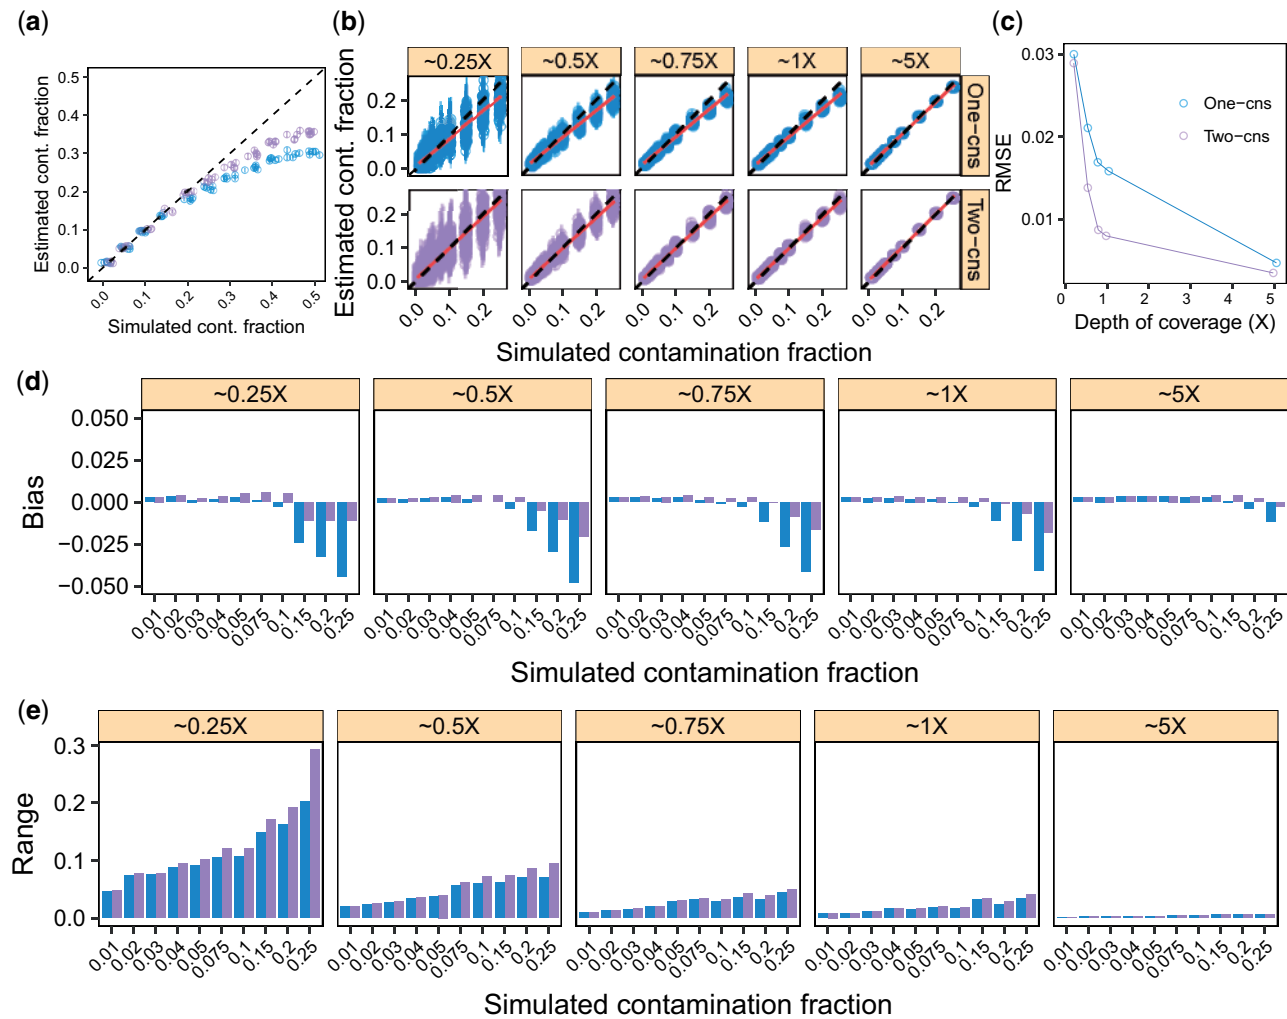 (a)
Estimated cont. fraction
0.5
0.4
0.3
0.2
0.1
0.0
0.0 0.1 0.2 0.3 0.4 0.5
Simulated cont. fraction
(b)
Estimated cont. fraction
~0.25X ~0.5X ~0.75X ~1X ~5X
0.2
0.1
0.0
One-cns
0.2
0.1
0.0
Two-cns
0.0 0.1 0.2 0.0 0.1 0.2 0.0 0.1 0.2 0.0 0.1 0.2 0.0 0.1 0.2
Simulated contamination fraction
(c)
RMSE
0.03
0.02
0.01
0 1 2 3 4 5
Depth of coverage (X)
One-cns
Two-cns
(d)
Bias
~0.25X ~0.5X ~0.75X ~1X ~5X
0.050
0.025
0.000
−0.025
−0.050
0.01 0.02 0.03 0.04 0.05 0.075 0.1 0.15 0.2 0.25 0.01 0.02 0.03 0.04 0.05 0.075 0.1 0.15 0.2 0.25 0.01 0.02 0.03 0.04 0.05 0.075 0.1 0.15 0.2 0.25 0.01 0.02 0.03 0.04 0.05 0.075 0.1 0.15 0.2 0.25 0.01 0.02 0.03 0.04 0.05 0.075 0.1 0.15 0.2 0.25
Simulated contamination fraction
(e)
Range
~0.25X ~0.5X ~0.75X ~1X ~5X
0.3
0.2
0.1
0.0
0.01 0.02 0.03 0.04 0.05 0.075 0.1 0.15 0.2 0.25 0.01 0.02 0.03 0.04 0.05 0.075 0.1 0.15 0.2 0.25 0.01 0.02 0.03 0.04 0.05 0.075 0.1 0.15 0.2 0.25 0.01 0.02 0.03 0.04 0.05 0.075 0.1 0.15 0.2 0.25 0.01 0.02 0.03 0.04 0.05 0.075 0.1 0.15 0.2 0.25
Simulated contamination fraction